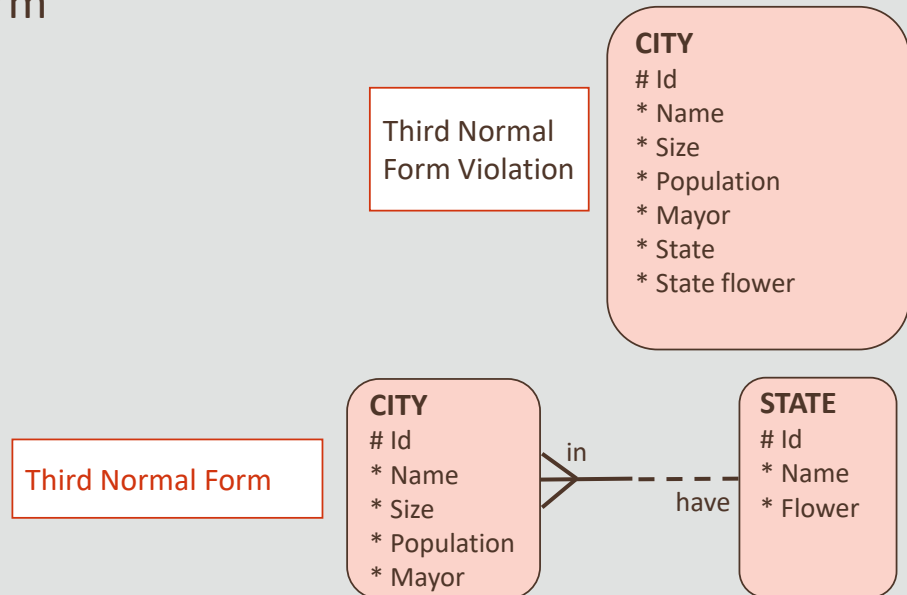 m
Third Normal
Form Violation
CITY
# Id
* Name
* Size
* Population
* Mayor
* State
* State flower
Third Normal Form
CITY
# Id
* Name
* Size
* Population
* Mayor
in
have
STATE
# Id
* Name
* Flower